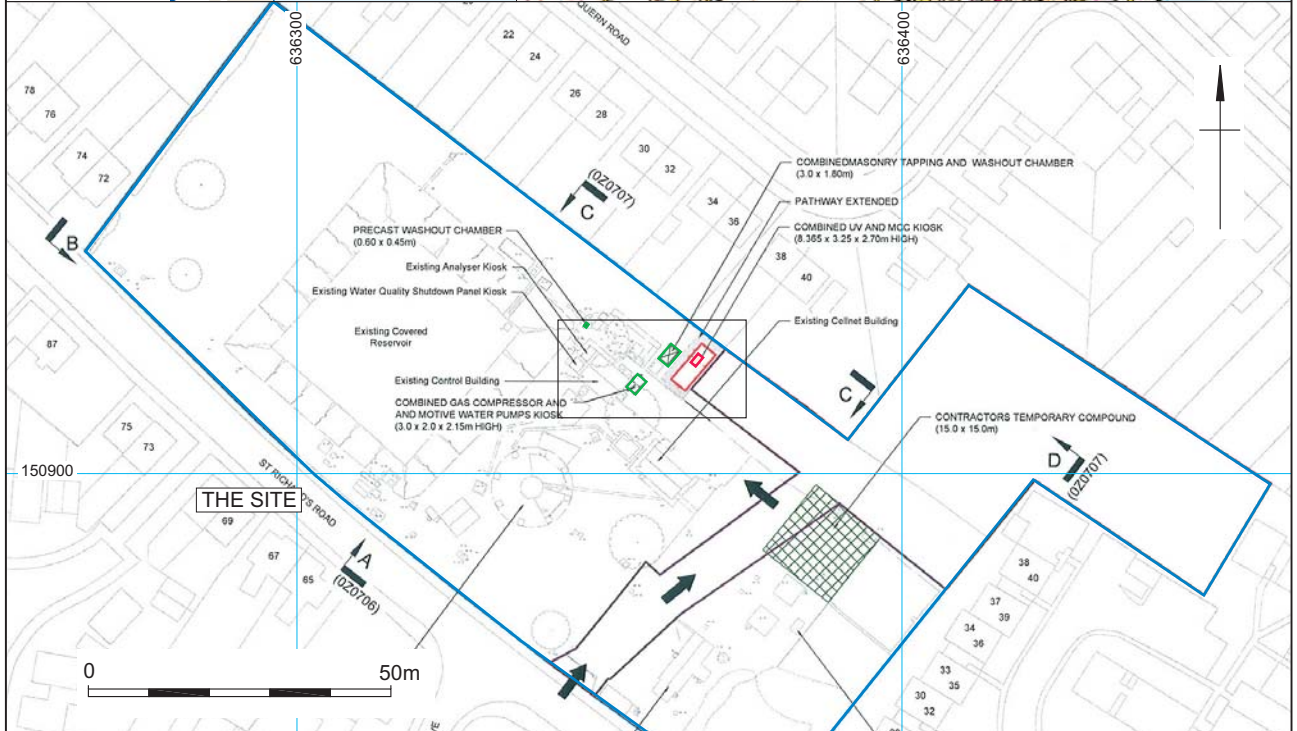 QUERN ROAD
636300
636400
22
24
26
28
30
32
34
36
38
40
78
76
74
72
87
75
73
69
67
65
(0Z0707)
C
B
COMBINEDMASONRY TAPPING AND WASHOUT CHAMBER
(3.0 x 1.80m)
PATHWAY EXTENDED
COMBINED UV AND MCC KIOSK
(8.365 x 3.25 x 2.70m HIGH)
PRECAST WASHOUT CHAMBER
(0.60 x 0.45m)
Existing Analyser Kiosk
Existing Water Quality Shutdown Panel Kiosk
Existing Covered
Reservoir
Existing Cellnet Building
Existing Control Building
COMBINED GAS COMPRESSOR AND
AND MOTIVE WATER PUMPS KIOSK
(3.0 x 2.0 x 2.15m HIGH)
C
CONTRACTORS TEMPORARY COMPOUND
(15.0 x 15.0m)
D
(0Z0707)
150900
THE SITE
ST RICHARD'S ROAD
A
(0Z0706)
38
40
37
39
34
36
33
35
30
32
0
50m